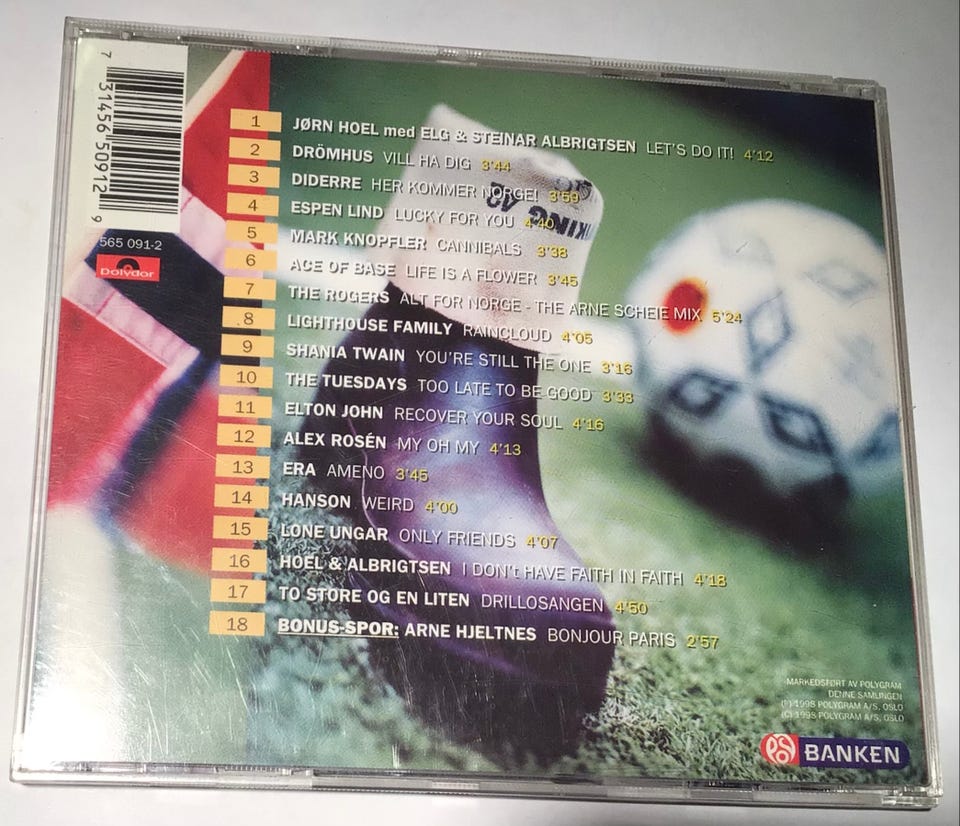 7 31456 50912 9
565 091-2
Polydor
1 JØRN HOEL med ELG & STEINAR ALBRIGTSEN LET'S DO IT! 4'12
2 DRÖMHUS VILL HA DIG 3'44
3 DIDERRE HER KOMMER NORGE! 3'59
4 ESPEN LIND LUCKY FOR YOU 4'40
5 MARK KNOPFLER CANNIBALS 3'38
6 ACE OF BASE LIFE IS A FLOWER 3'45
7 THE ROGERS ALT FOR NORGE - THE ARNE SCHEIE MIX 5'24
8 LIGHTHOUSE FAMILY RAINCLOUD 4'05
9 SHANIA TWAIN YOU'RE STILL THE ONE 3'16
10 THE TUESDAYS TOO LATE TO BE GOOD 3'33
11 ELTON JOHN RECOVER YOUR SOUL 4'16
12 ALEX ROSÉN MY OH MY 4'13
13 ERA AMENO 3'45
14 HANSON WEIRD 4'00
15 LONE UNGAR ONLY FRIENDS 4'07
16 HOEL & ALBRIGTSEN I DON't HAVE FAITH IN FAITH 4'18
17 TO STORE OG EN LITEN DRILLOSANGEN 4'50
18 BONUS-SPOR: ARNE HJELTNES BONJOUR PARIS 2'57
MARKEDSFØRT AV POLYGRAM
DENNE SAMLINGEN
(P) 1998 POLYGRAM A/S, OSLO
(C) 1998 POLYGRAM A/S, OSLO
BANKEN